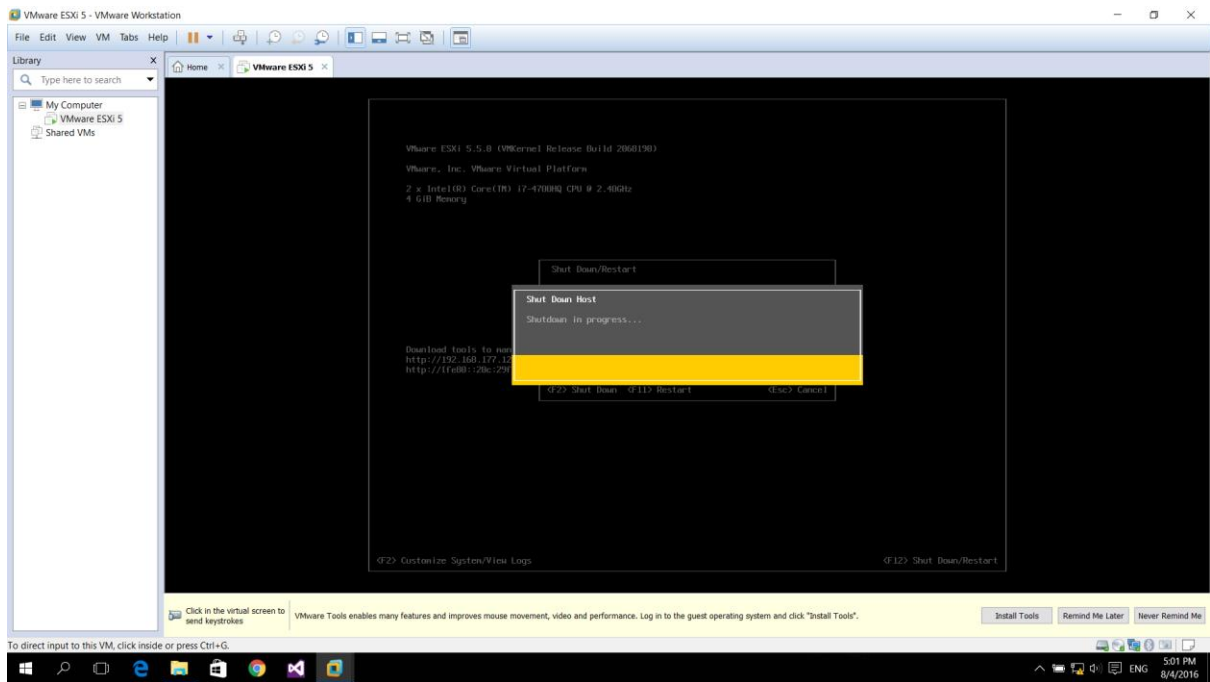 VMware ESXi 5 - VMware Workstation
File Edit View VM Tabs Help
Library X
Home × VMware ESXi 5 ×
Type here to search
My Computer
VMware ESXi 5
Shared VMs
VMware ESXi 5.5.0 (VMKernel Release Build 2068190)
VMware, Inc. VMware Virtual Platform
2 x Intel(R) Core(TM) i7-4700HQ CPU @ 2.40GHz
4 GiB Memory
Shut Down/Restart
Shut Down Host
Shutdown in progress...
Download tools to man
http://192.168.177.12
http://[fe80::20c:29f
<F2> Shut Down <F11> Restart <Esc> Cancel
<F2> Customize System/View Logs <F12> Shut Down/Restart
Click in the virtual screen to
send keystrokes
VMware Tools enables many features and improves mouse movement, video and performance. Log in to the guest operating system and click "Install Tools".
Install Tools Remind Me Later Never Remind Me
To direct input to this VM, click inside or press Ctrl+G.
ENG 5:01 PM
8/4/2016